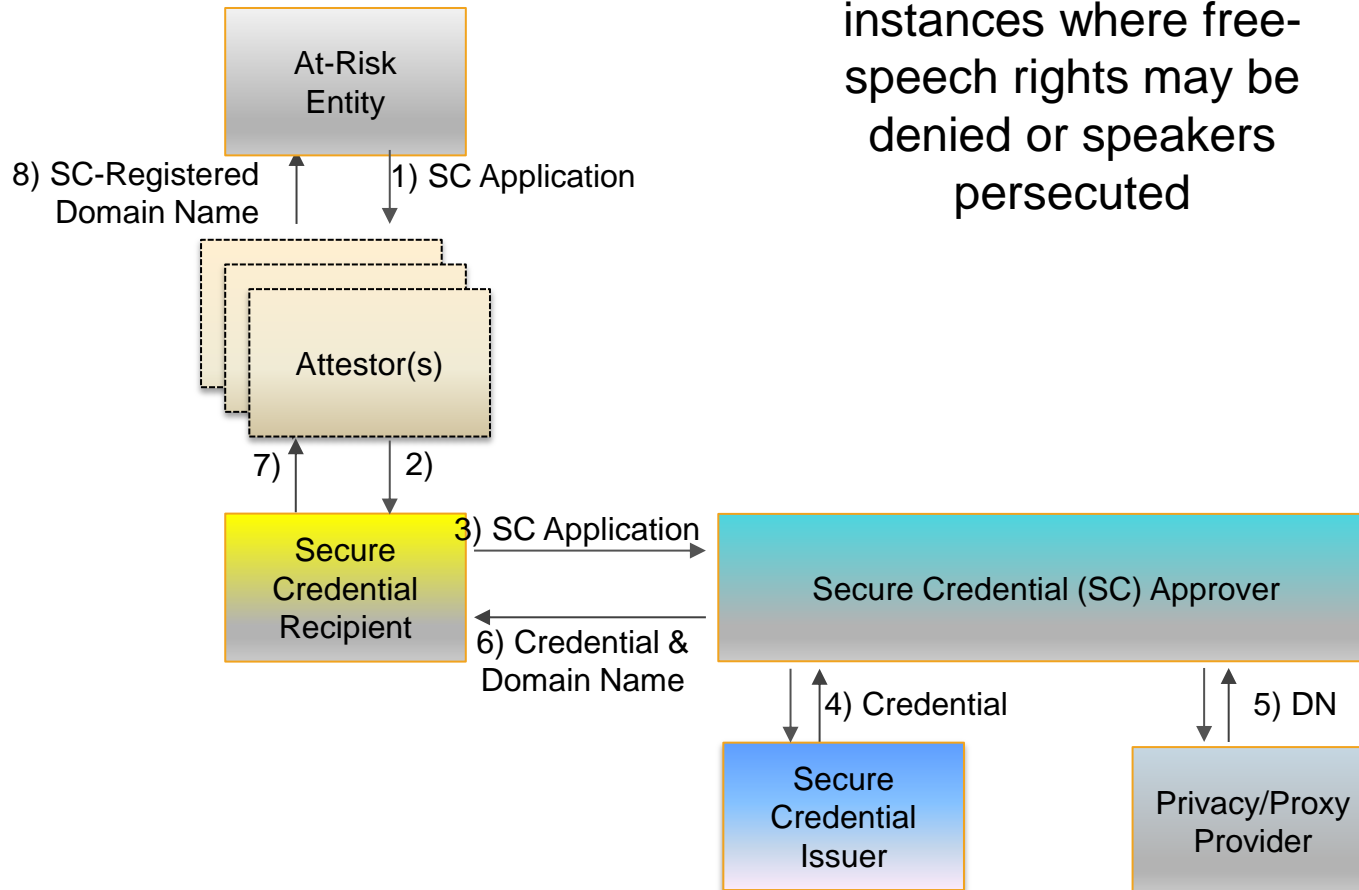 instances where free-
speech rights may be
denied or speakers
persecuted
At-Risk
Entity
8) SC-Registered
Domain Name
1) SC Application
Attestor(s)
7)
2)
3) SC Application
Secure
Credential
Recipient
Secure Credential (SC) Approver
6) Credential &
Domain Name
4) Credential
5) DN
Secure
Credential
Issuer
Privacy/Proxy
Provider